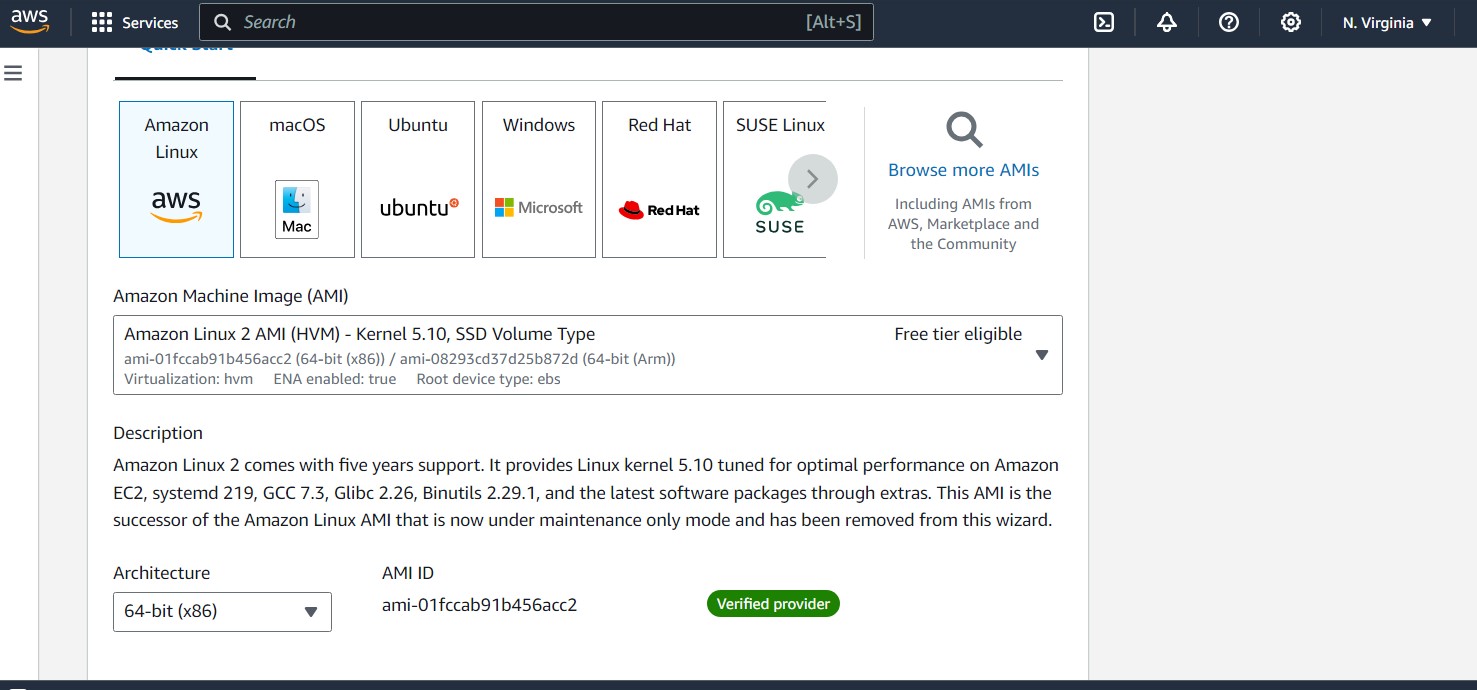 aws
Services
Search
[Alt+S]
N. Virginia
Quick Start
Amazon
Linux
aws
macOS
Mac
Ubuntu
ubuntu
Windows
Microsoft
Red Hat
Red Hat
SUSE Linux
SUSE
Browse more AMIs
Including AMIs from
AWS, Marketplace and
the Community
Amazon Machine Image (AMI)
Amazon Linux 2 AMI (HVM) - Kernel 5.10, SSD Volume Type
Free tier eligible
ami-01fccab91b456acc2 (64-bit (x86)) / ami-08293cd37d25b872d (64-bit (Arm))
Virtualization: hvm ENA enabled: true Root device type: ebs
Description
Amazon Linux 2 comes with five years support. It provides Linux kernel 5.10 tuned for optimal performance on Amazon
EC2, systemd 219, GCC 7.3, Glibc 2.26, Binutils 2.29.1, and the latest software packages through extras. This AMI is the
successor of the Amazon Linux AMI that is now under maintenance only mode and has been removed from this wizard.
Architecture
64-bit (x86)
AMI ID
ami-01fccab91b456acc2
Verified provider